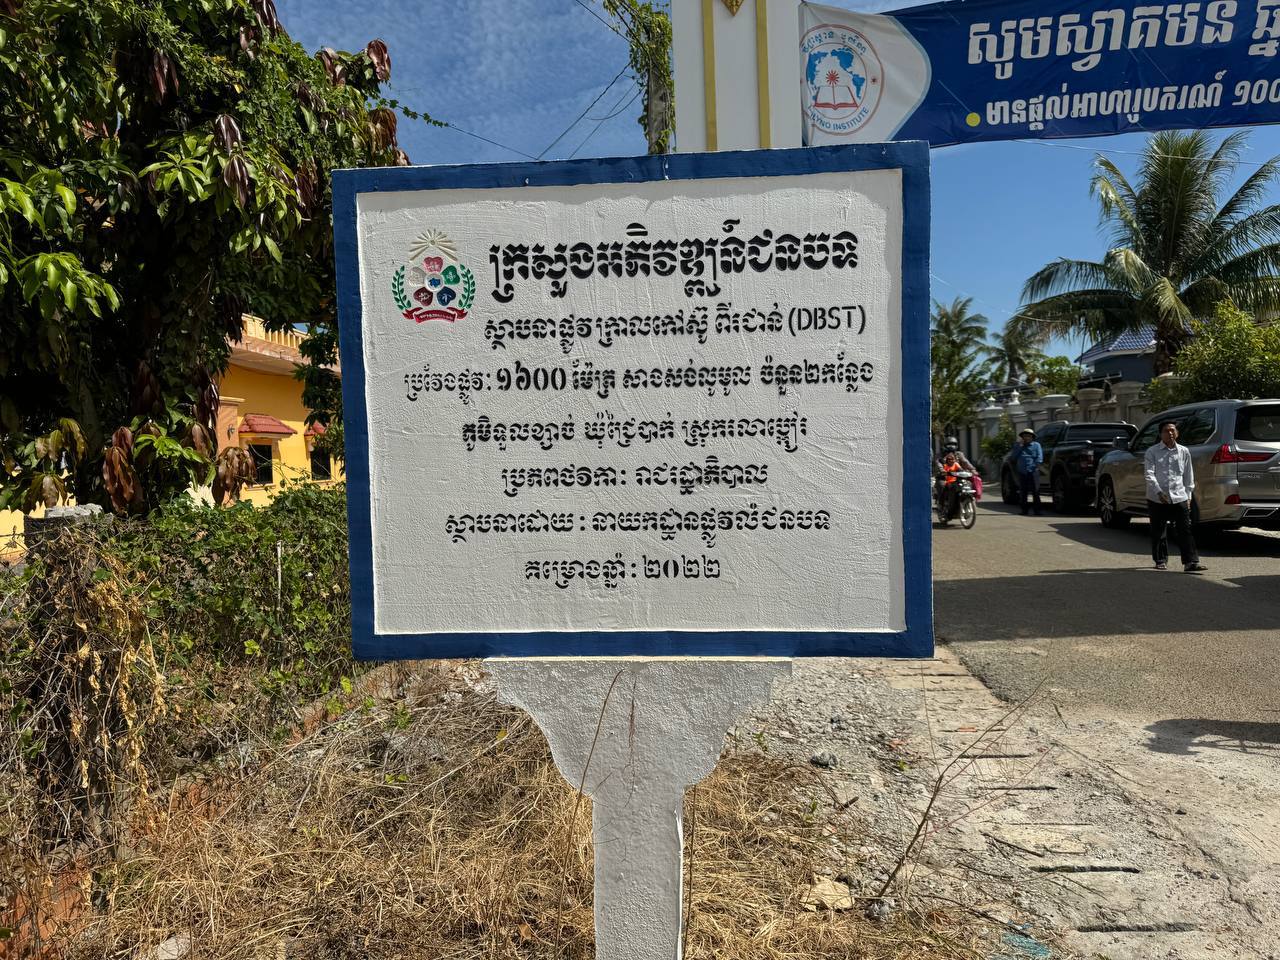 សូមស្វាគមន៍
មានផ្តល់អាហារូបករណ៍ ១០០
ក្រសួងអភិវឌ្ឍន៍ជនបទ
ស្ថាបនាផ្លូវក្រាលកៅស៊ូ ពីរជាន់ (DBST)
ប្រវែងផ្លូវ: ១៦០០ ម៉ែត្រ សាងសង់លូមូល ចំនួន២កន្លែង
ភូមិទួលខ្សាច់ ឃុំជ្រៃបាក់ ស្រុករលាប្អៀរ
ប្រភពថវិកា: រាជរដ្ឋាភិបាល
ស្ថាបនាដោយ: នាយកដ្ឋានផ្លូវលំជនបទ
គម្រោងឆ្នាំ: ២០២២